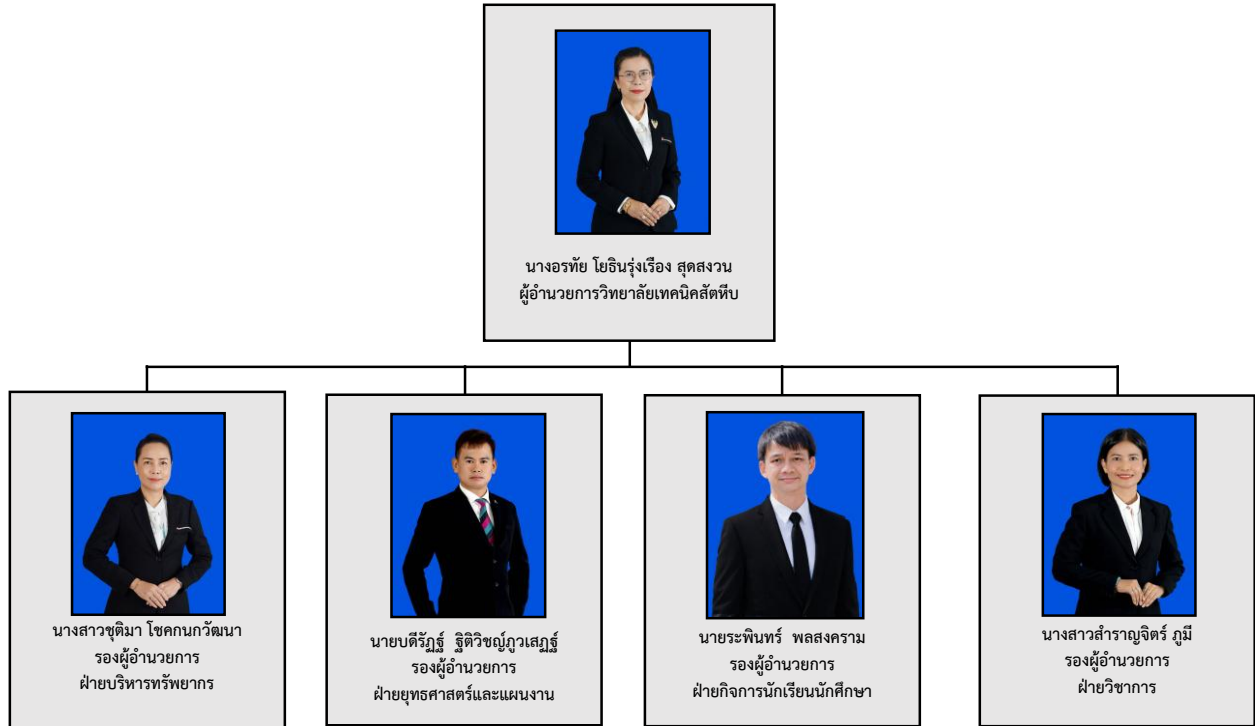 นางอรทัย โยธินรุ่งเรือง สุดสงวน
ผู้อำนวยการวิทยาลัยเทคนิคสัตหีบ
นางสาวชุติมา โชคกนกวัฒนา
รองผู้อำนวยการ
ฝ่ายบริหารทรัพยากร
นายบดีรัฏฐ์ ฐิติวิชญ์ภูวเสฏฐ์
รองผู้อำนวยการ
ฝ่ายยุทธศาสตร์และแผนงาน
นายระพินทร์ พลสงคราม
รองผู้อำนวยการ
ฝ่ายกิจการนักเรียนนักศึกษา
นางสาวสำราญจิตร์ ภูมี
รองผู้อำนวยการ
ฝ่ายวิชาการ